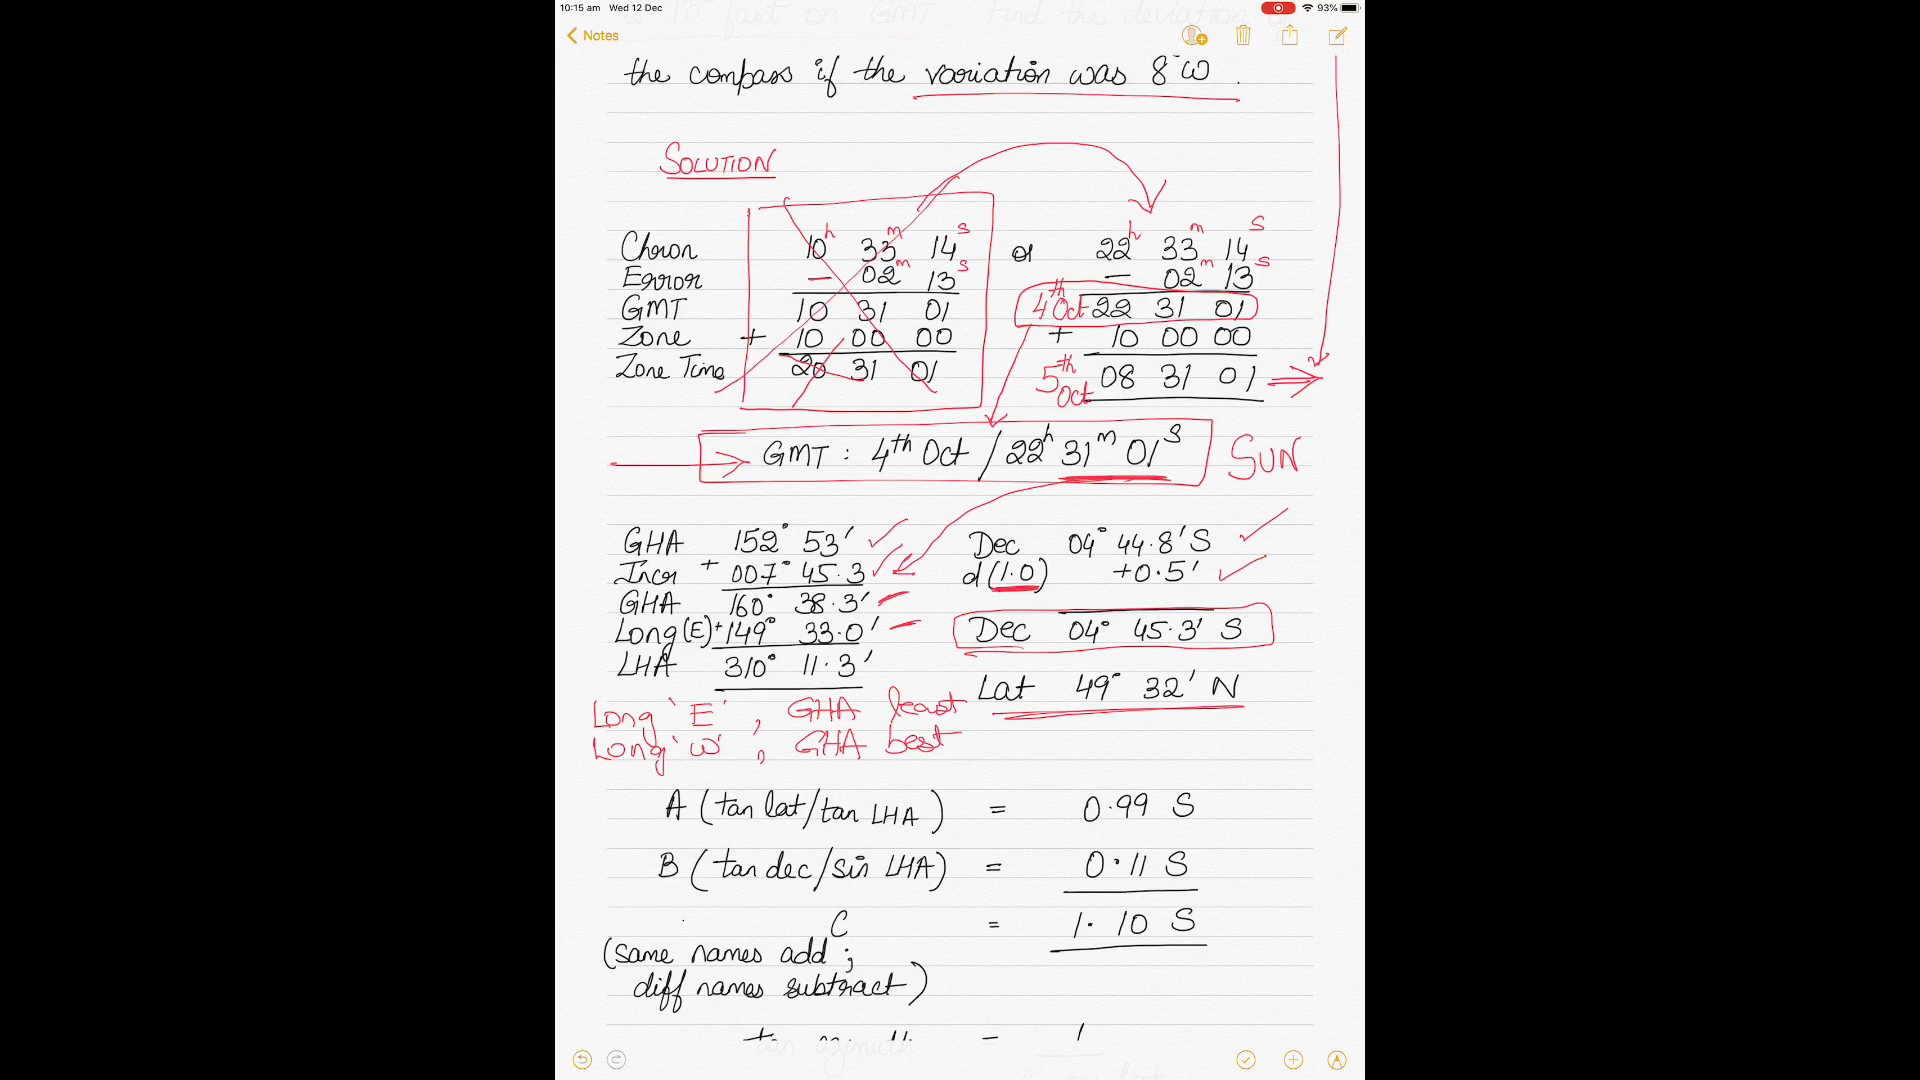 10:15 am Wed 12 Dec 93%
Notes
the compass if the variation was 8° W.
SOLUTION
Chron 10h 33m 14s or 22h 33m 14s
Error − 02m 13s − 02m 13s
GMT 10 31 01 4th Oct 22 31 01
Zone + 10 00 00 + 10 00 00
Zone Time 20 31 01 5th Oct 08 31 01
GMT : 4th Oct / 22h 31m 01s SUN
GHA 152° 53' Dec 04° 44.8' S
Incr + 007° 45.3 d (1.0) +0.5'
GHA 160° 38.3'
Long (E) + 149° 33.0' Dec 04° 45.3' S
LHA 310° 11.3'
Lat 49° 32' N
Long 'E', GHA least
Long 'W', GHA best
A (tan lat/tan LHA) = 0.99 S
B (tan dec/sin LHA) = 0.11 S
C = 1.10 S
(same names add ;
diff names subtract)